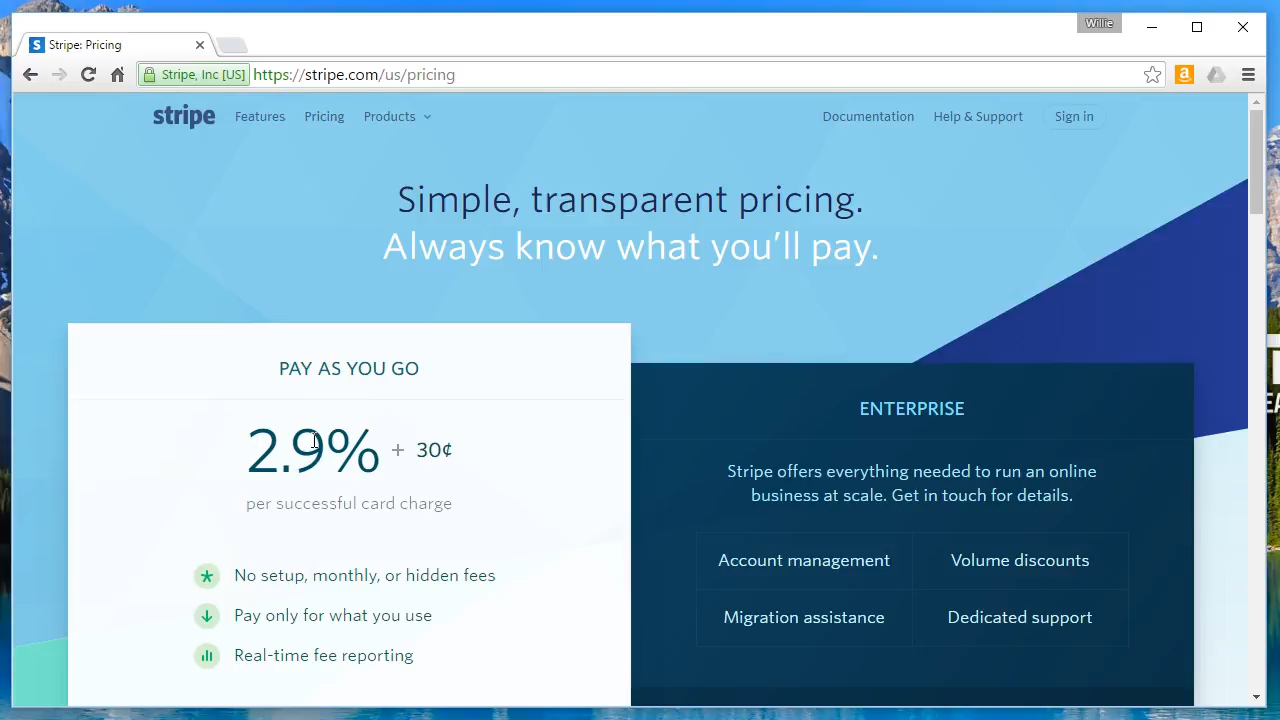 Willie
S Stripe: Pricing
Stripe, Inc [US] https://stripe.com/us/pricing
a
stripe Features Pricing Products Documentation Help & Support Sign in
Simple, transparent pricing.
Always know what you’ll pay.
PAY AS YOU GO
2.9% + 30¢
per successful card charge
No setup, monthly, or hidden fees
Pay only for what you use
Real-time fee reporting
ENTERPRISE
Stripe offers everything needed to run an online
business at scale. Get in touch for details.
Account management Volume discounts
Migration assistance Dedicated support